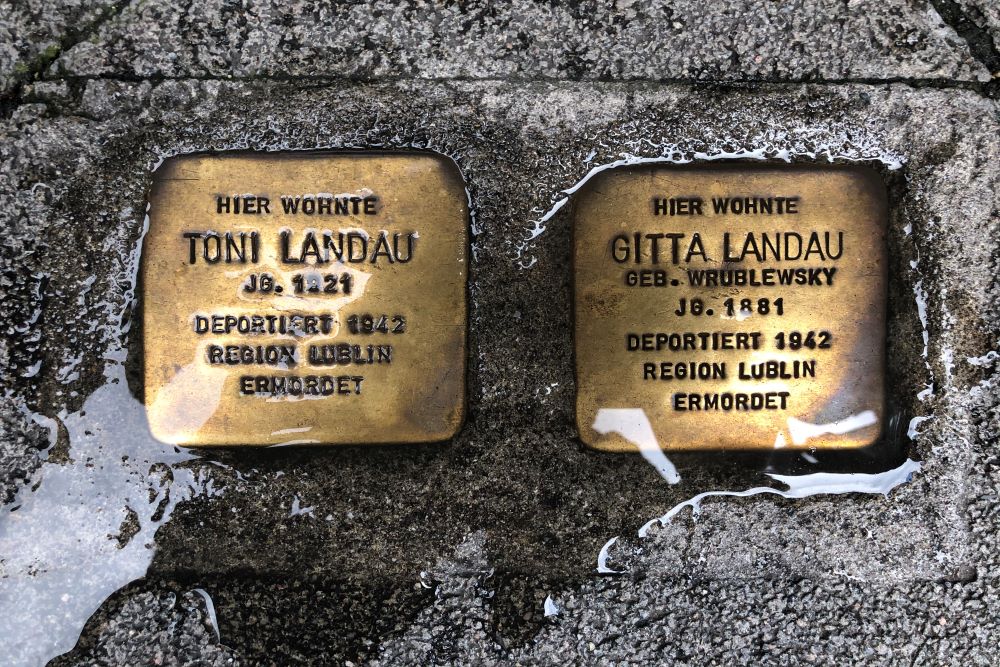 HIER WOHNTE
TONI LANDAU
JG. 1921
DEPORTIERT 1942
REGION LUBLIN
ERMORDET
HIER WOHNTE
GITTA LANDAU
GEB. WRUBLEWSKY
JG. 1881
DEPORTIERT 1942
REGION LUBLIN
ERMORDET